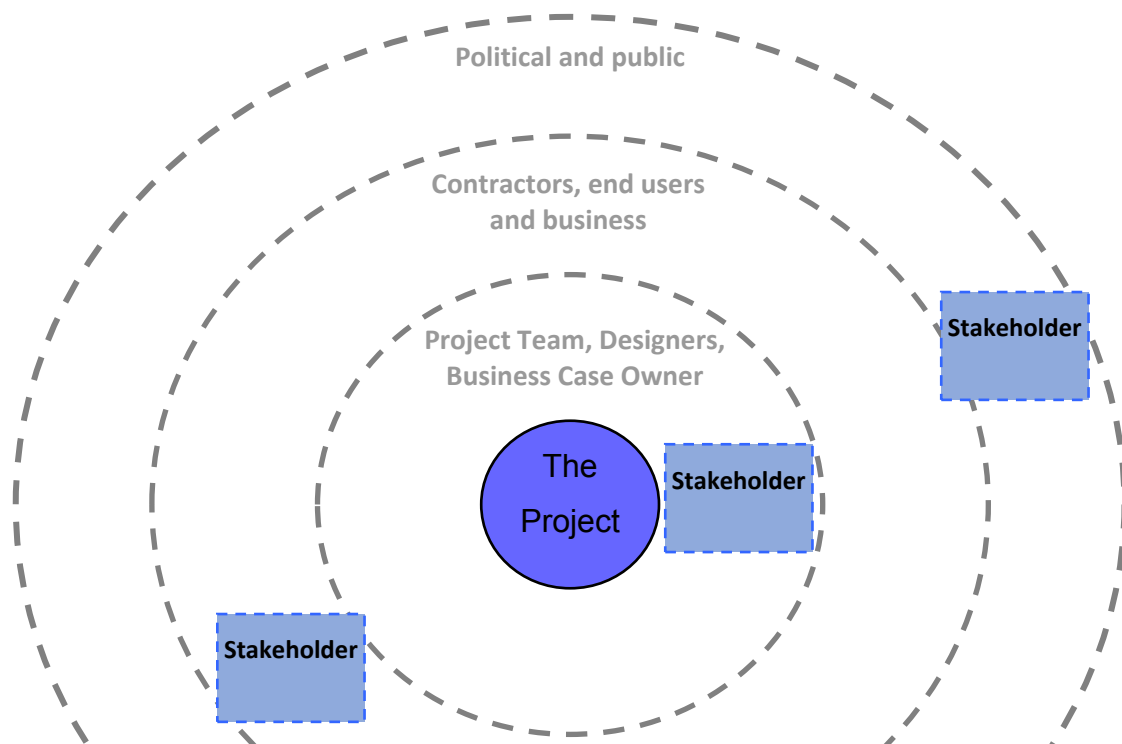 Political and public
Contractors, end users
and business
Stakeholder
Project Team, Designers,
Business Case Owner
The
Project
Stakeholder
Stakeholder